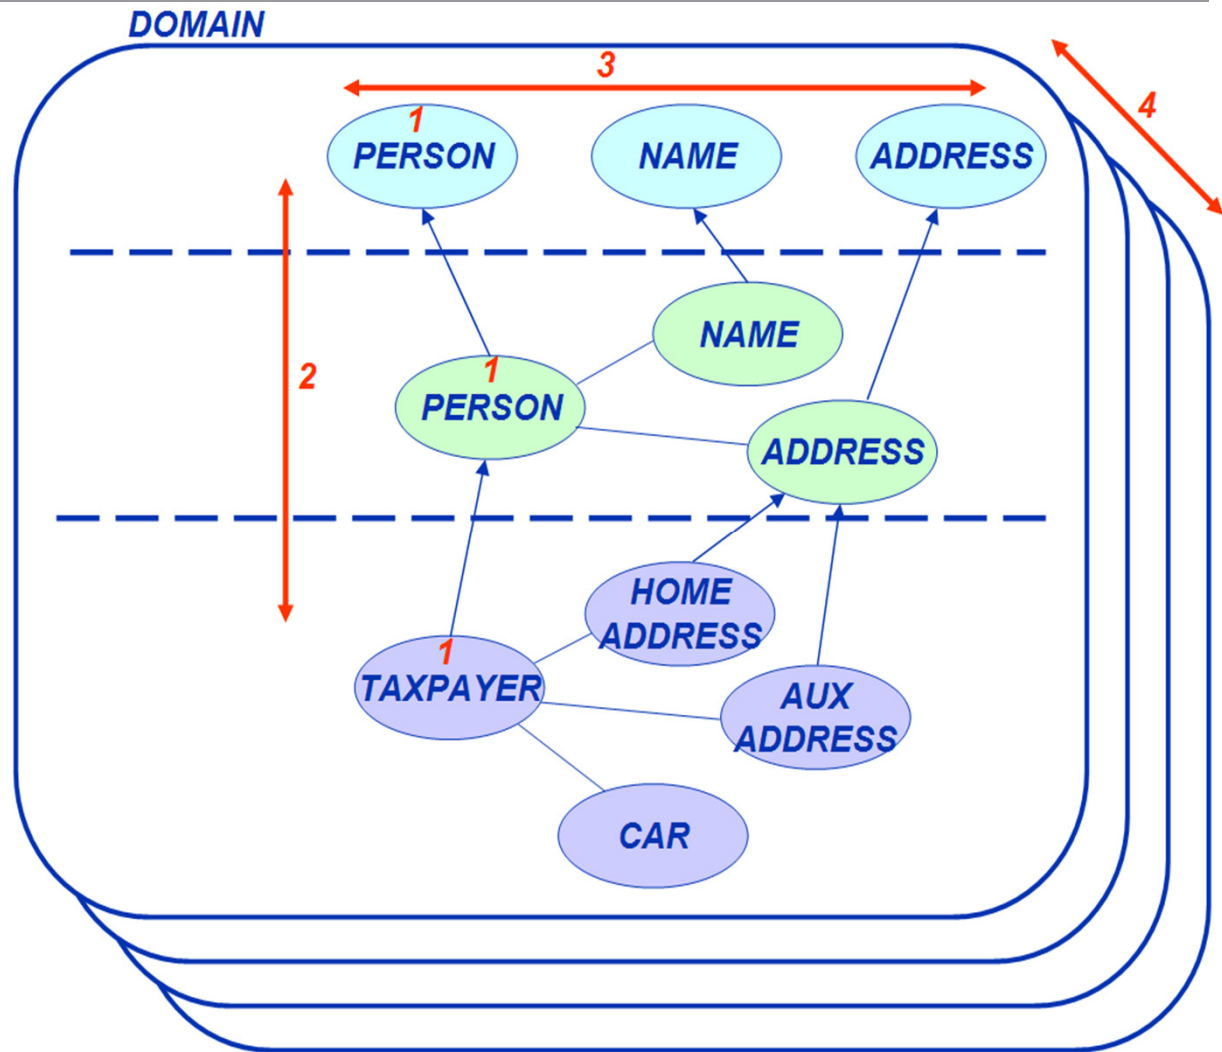 DOMAIN
3
4
1
PERSON
NAME
ADDRESS
NAME
2
1
PERSON
ADDRESS
HOME
ADDRESS
1
TAXPAYER
AUX
ADDRESS
CAR